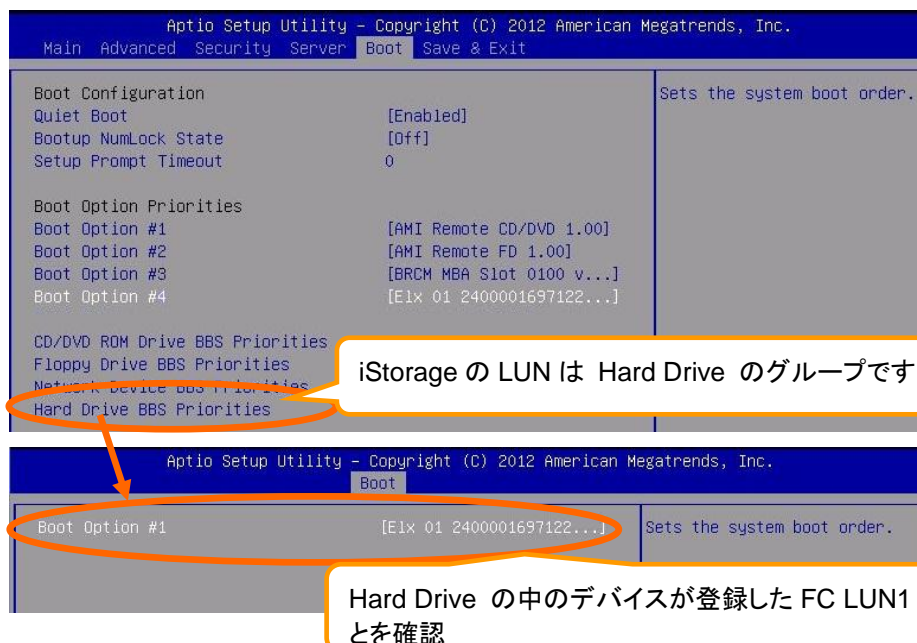 Aptio Setup Utility – Copyright (C) 2012 American Megatrends, Inc.
Main Advanced Security Server Boot Save & Exit
Boot Configuration
Quiet Boot [Enabled]
Bootup NumLock State [Off]
Setup Prompt Timeout 0
Boot Option Priorities
Boot Option #1 [AMI Remote CD/DVD 1.00]
Boot Option #2 [AMI Remote FD 1.00]
Boot Option #3 [BRCM MBA Slot 0100 v...]
Boot Option #4 [Elx 01 2400001697122...]
CD/DVD ROM Drive BBS Priorities
Floppy Drive BBS Priorities
Network Device BBS Priorities
Hard Drive BBS Priorities
Sets the system boot order.
iStorage の LUN は Hard Drive のグループです
Aptio Setup Utility – Copyright (C) 2012 American Megatrends, Inc.
Boot
Boot Option #1 [Elx 01 2400001697122...]
Sets the system boot order.
Hard Drive の中のデバイスが登録した FC LUN1
とを確認